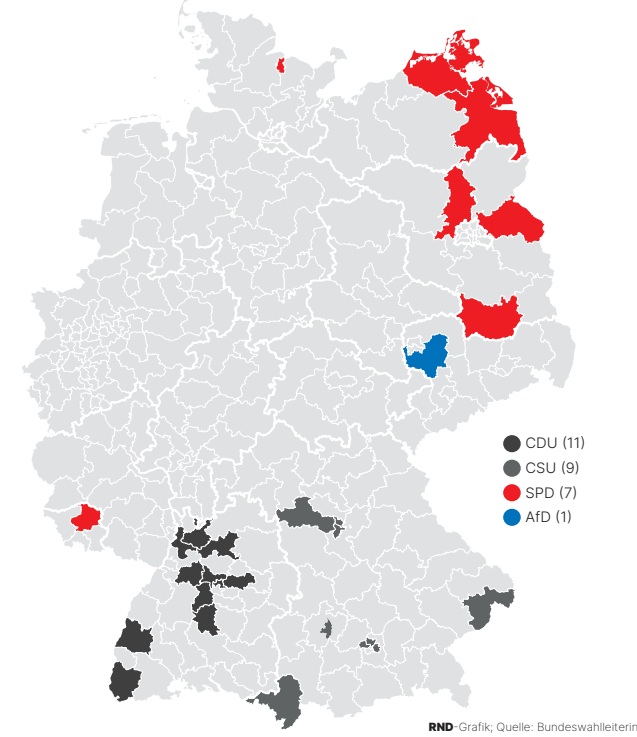 CDU (11)
CSU (9)
SPD (7)
AfD (1)
RND-Grafik; Quelle: Bundeswahlleiterin